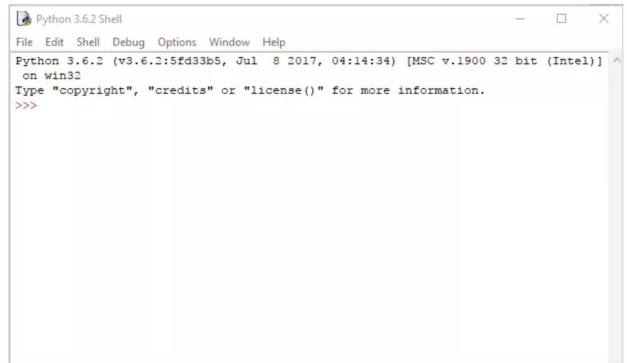 Python 3.6.2 Shell
File Edit Shell Debug Options Window Help
Python 3.6.2 (v3.6.2:5fd33b5, Jul  8 2017, 04:14:34) [MSC v.1900 32 bit (Intel)]
 on win32
Type "copyright", "credits" or "license()" for more information.
>>>